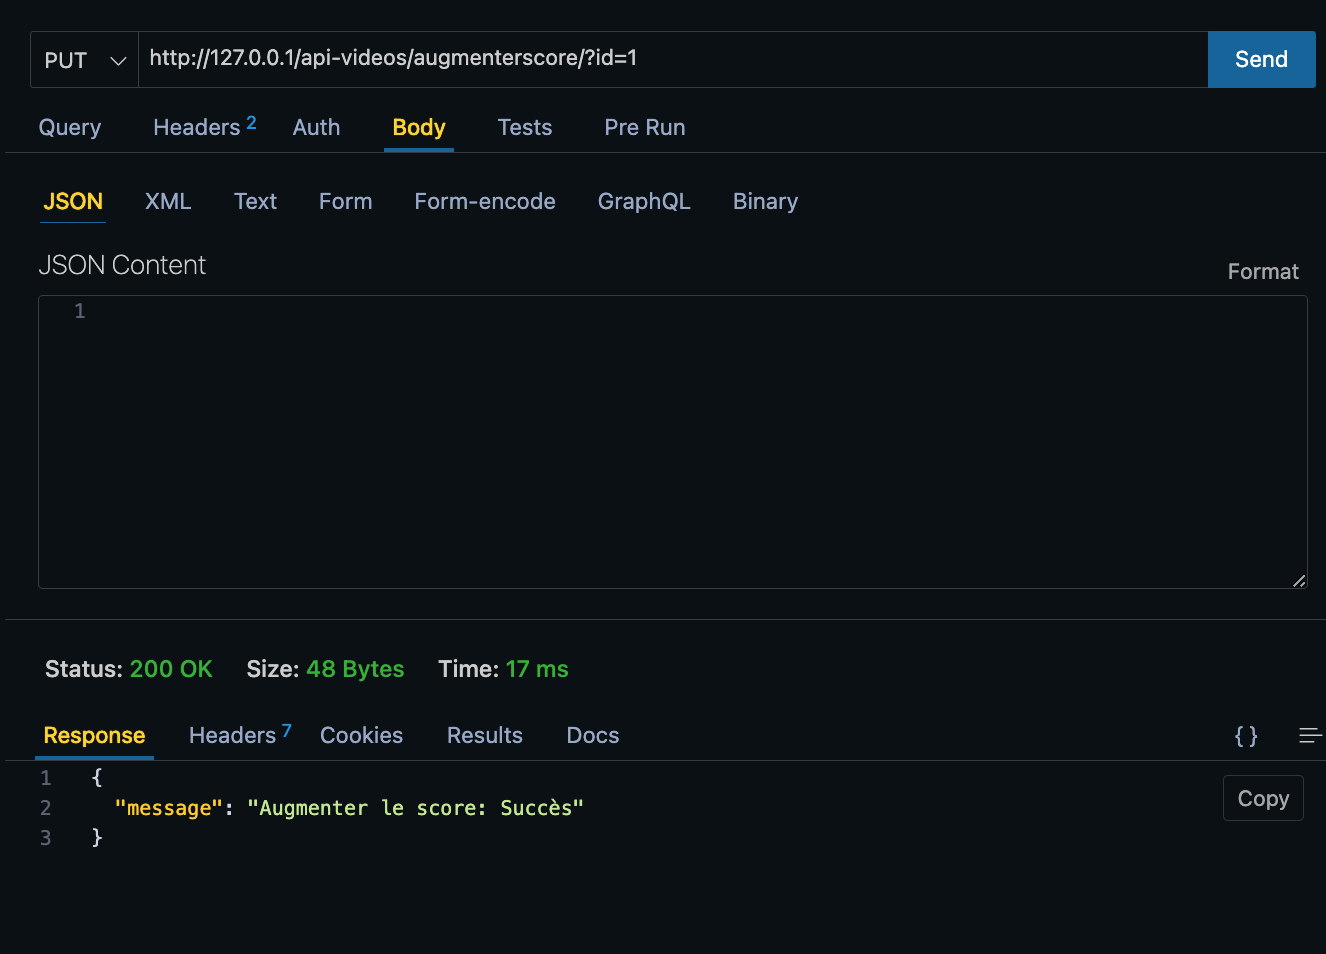 PUT http://127.0.0.1/api-videos/augmenterscore/?id=1 Send
Query Headers 2 Auth Body Tests Pre Run
JSON XML Text Form Form-encode GraphQL Binary
JSON Content
Format
1
Status: 200 OK Size: 48 Bytes Time: 17 ms
Response Headers 7 Cookies Results Docs { }
1 {
2 "message": "Augmenter le score: Succès"
3 }
Copy